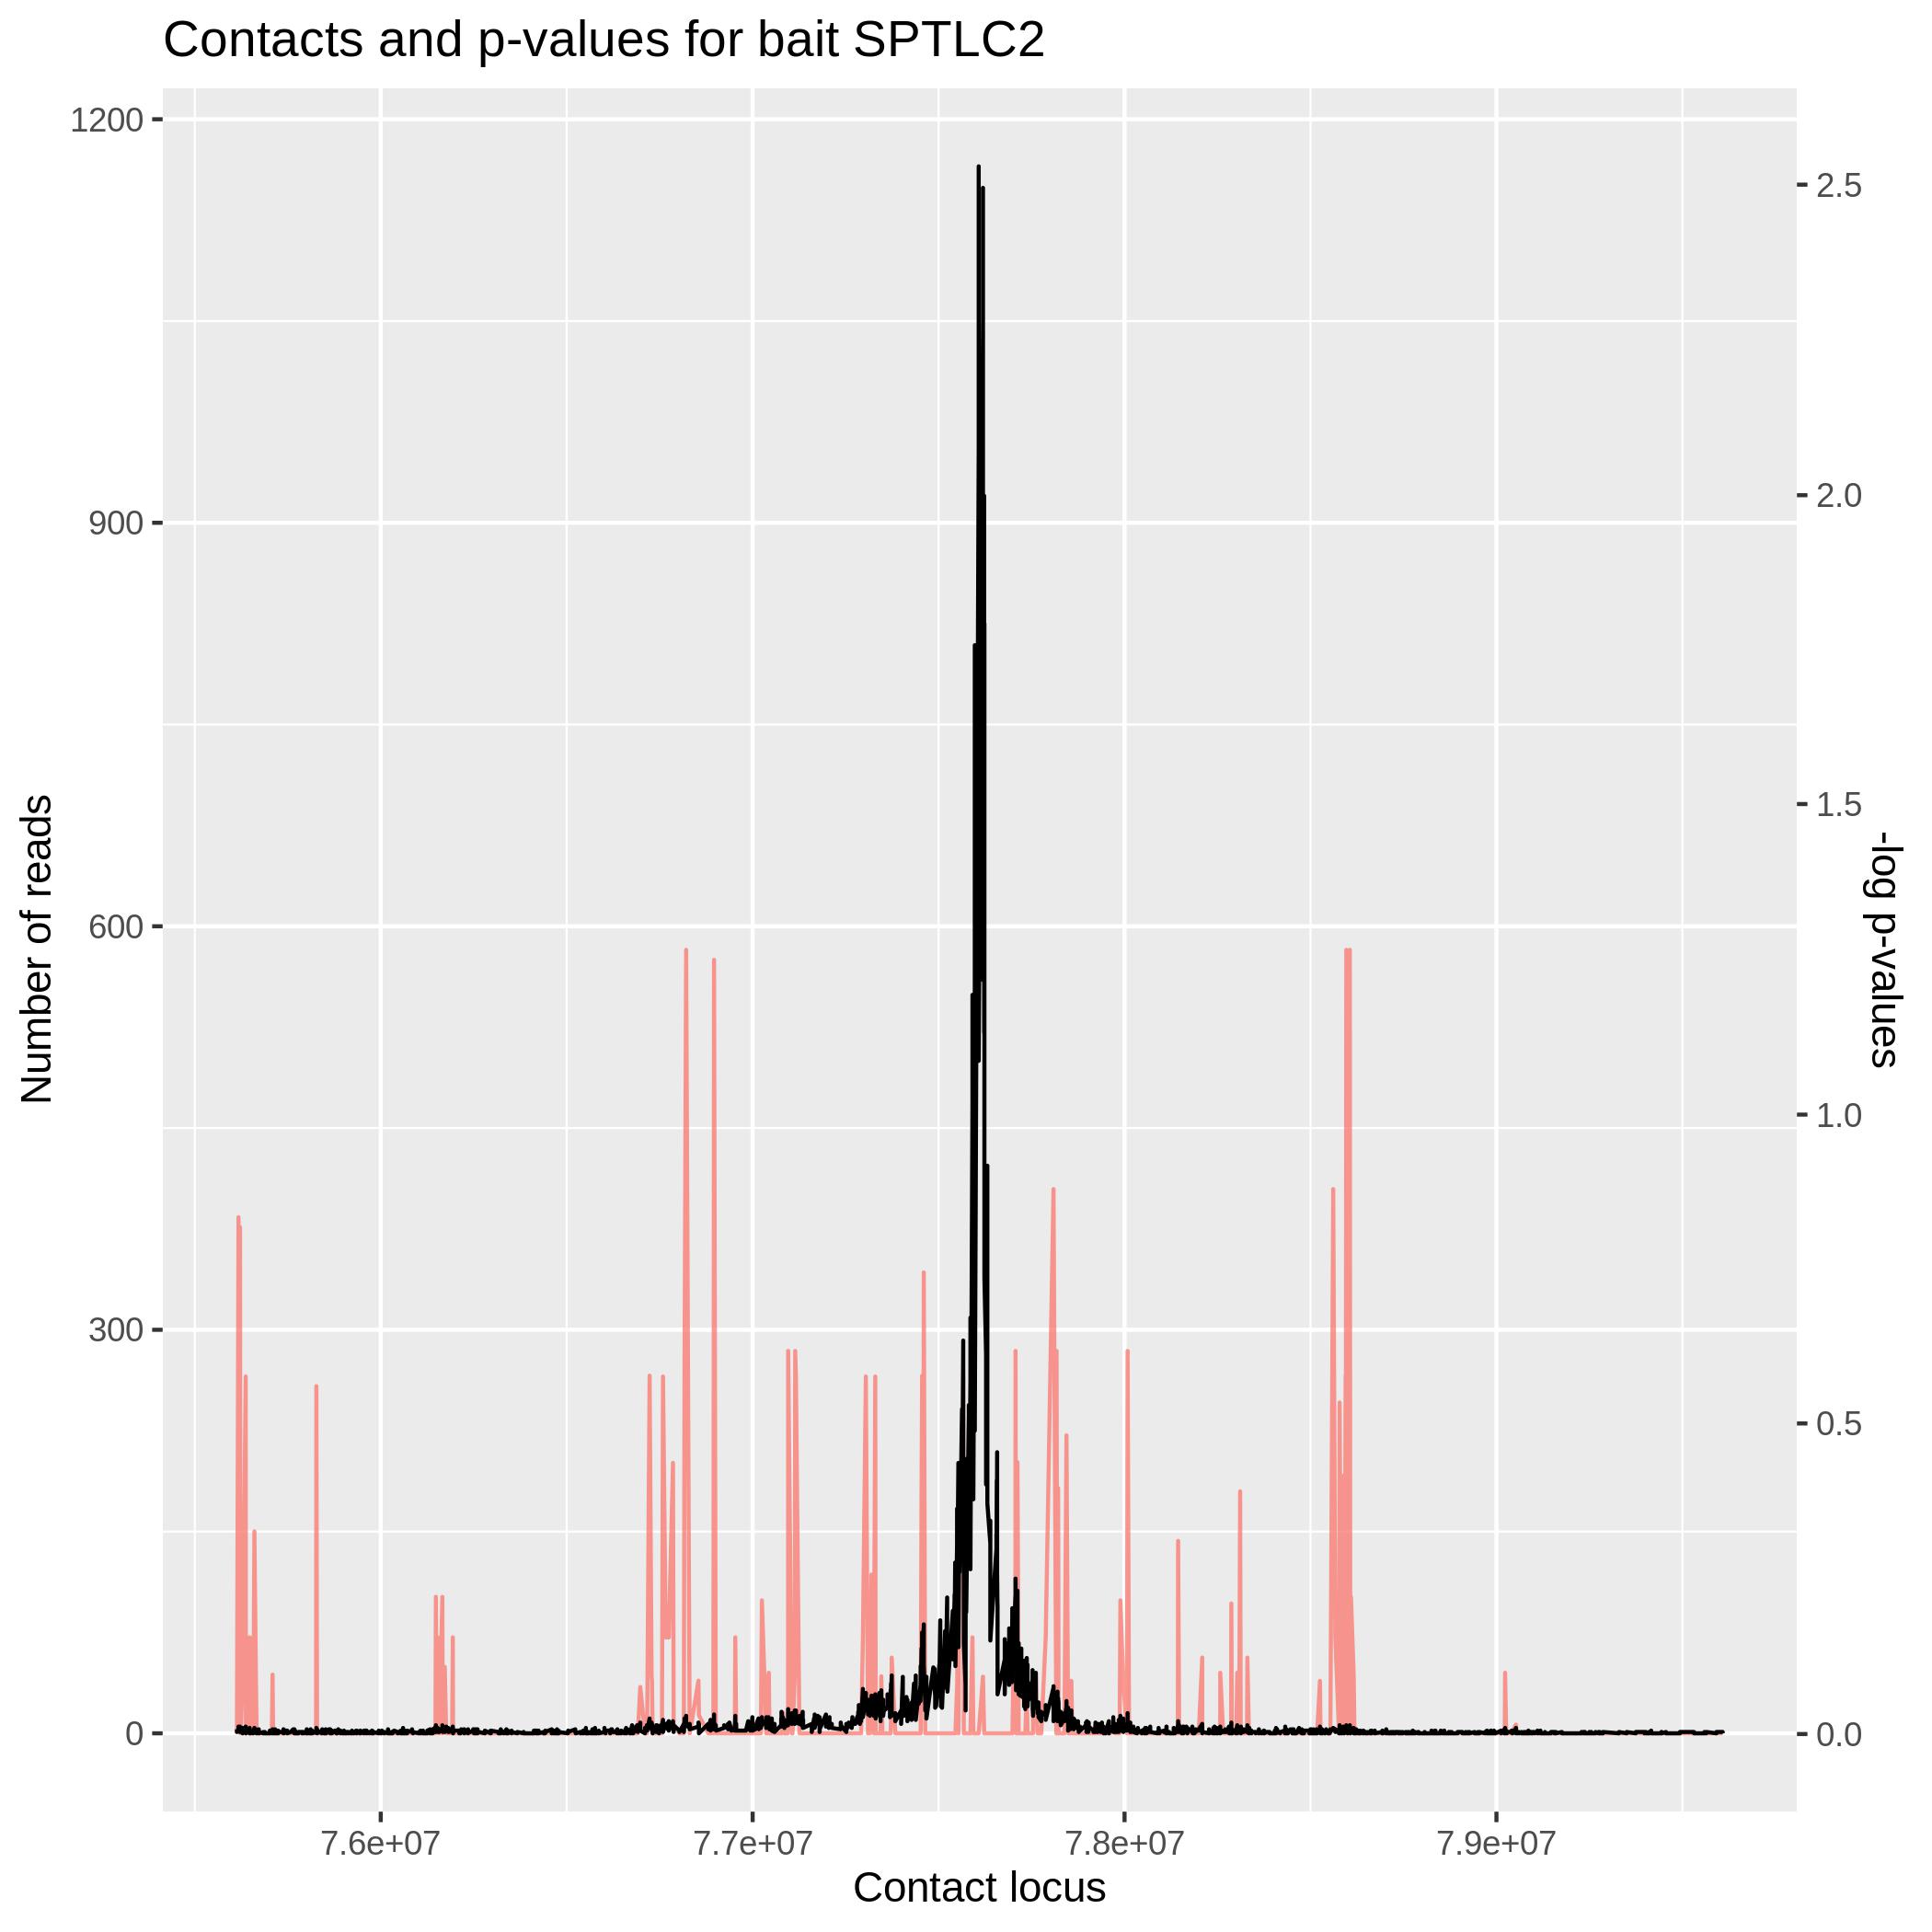 Contacts and p-values for bait SPTLC2
1200
900
600
300
0
Number of reads
2.5
2.0
1.5
1.0
0.5
0.0
-log p-values
7.6e+07
7.7e+07
7.8e+07
7.9e+07
Contact locus